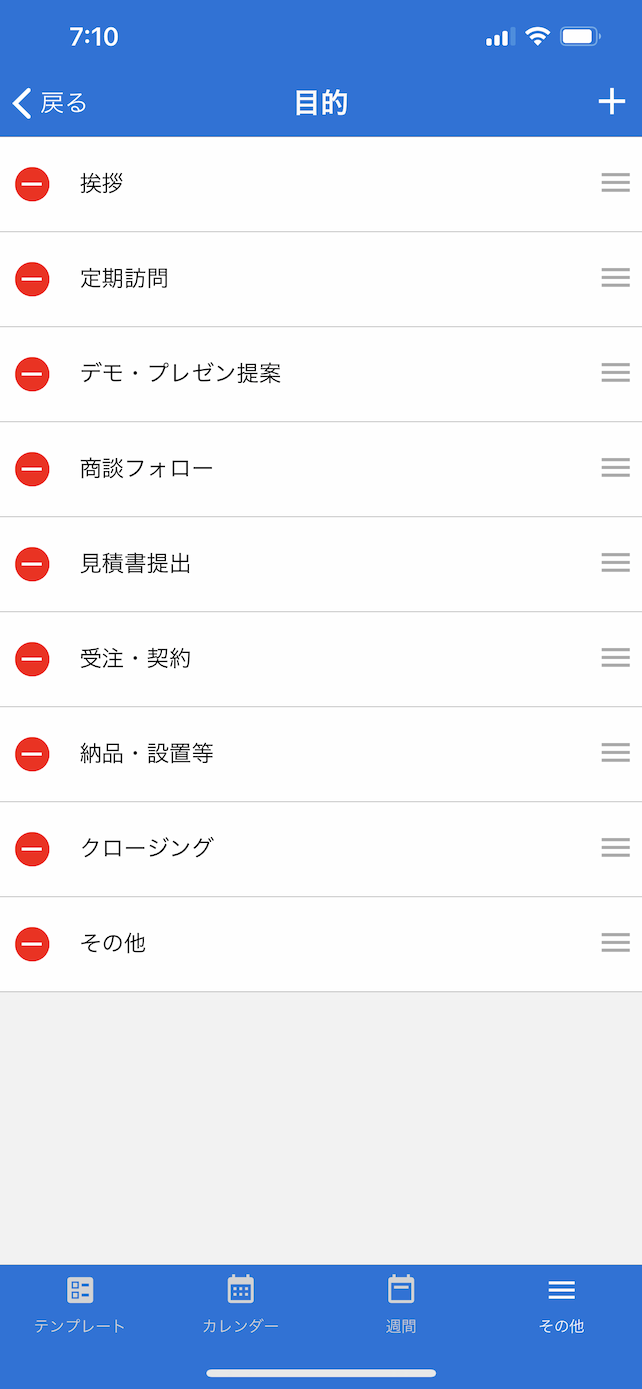 7:10
戻る
目的
挨拶
定期訪問
デモ・プレゼン提案
商談フォロー
見積書提出
受注・契約
納品・設置等
クロージング
その他
テンプレート
カレンダー
週間
その他